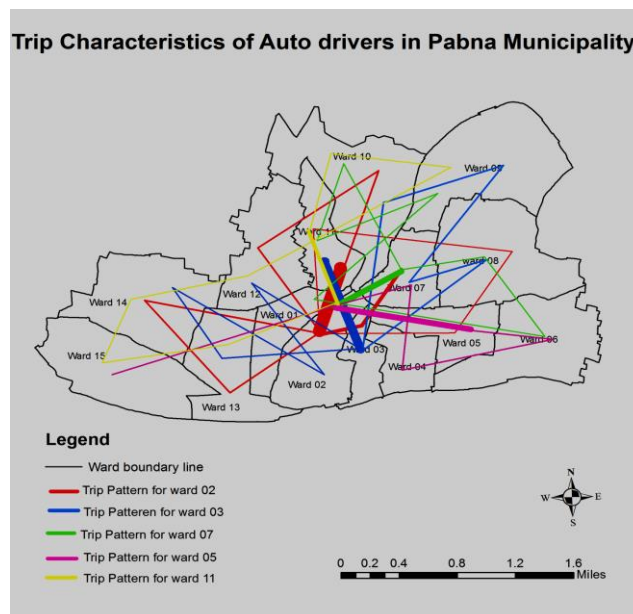 Trip Characteristics of Auto drivers in Pabna Municipality
Ward 10
Ward 09
Ward 11
ward 08
Ward 07
Ward 12
Ward 14
Ward 01
Ward 15
Ward 03
Ward 05
Ward 06
Ward 02
Ward 04
Ward 13
Legend
Ward boundary line
Trip Pattern for ward 02
Trip Patteren for ward 03
Trip Pattern for ward 07
Trip Pattern for ward 05
Trip Pattern for ward 11
N
W E
S
0 0.2 0.4 0.8 1.2 1.6
Miles